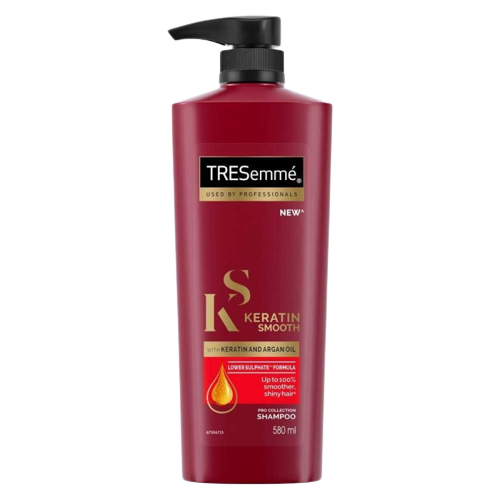 TRESemmé®
USED BY PROFESSIONALS
NEW^
KS
KERATIN
SMOOTH
WITH KERATIN AND ARGAN OIL
LOWER SULPHATE** FORMULA
Up to 100%
smoother,
shiny hair*
PRO COLLECTION
SHAMPOO
580 ml